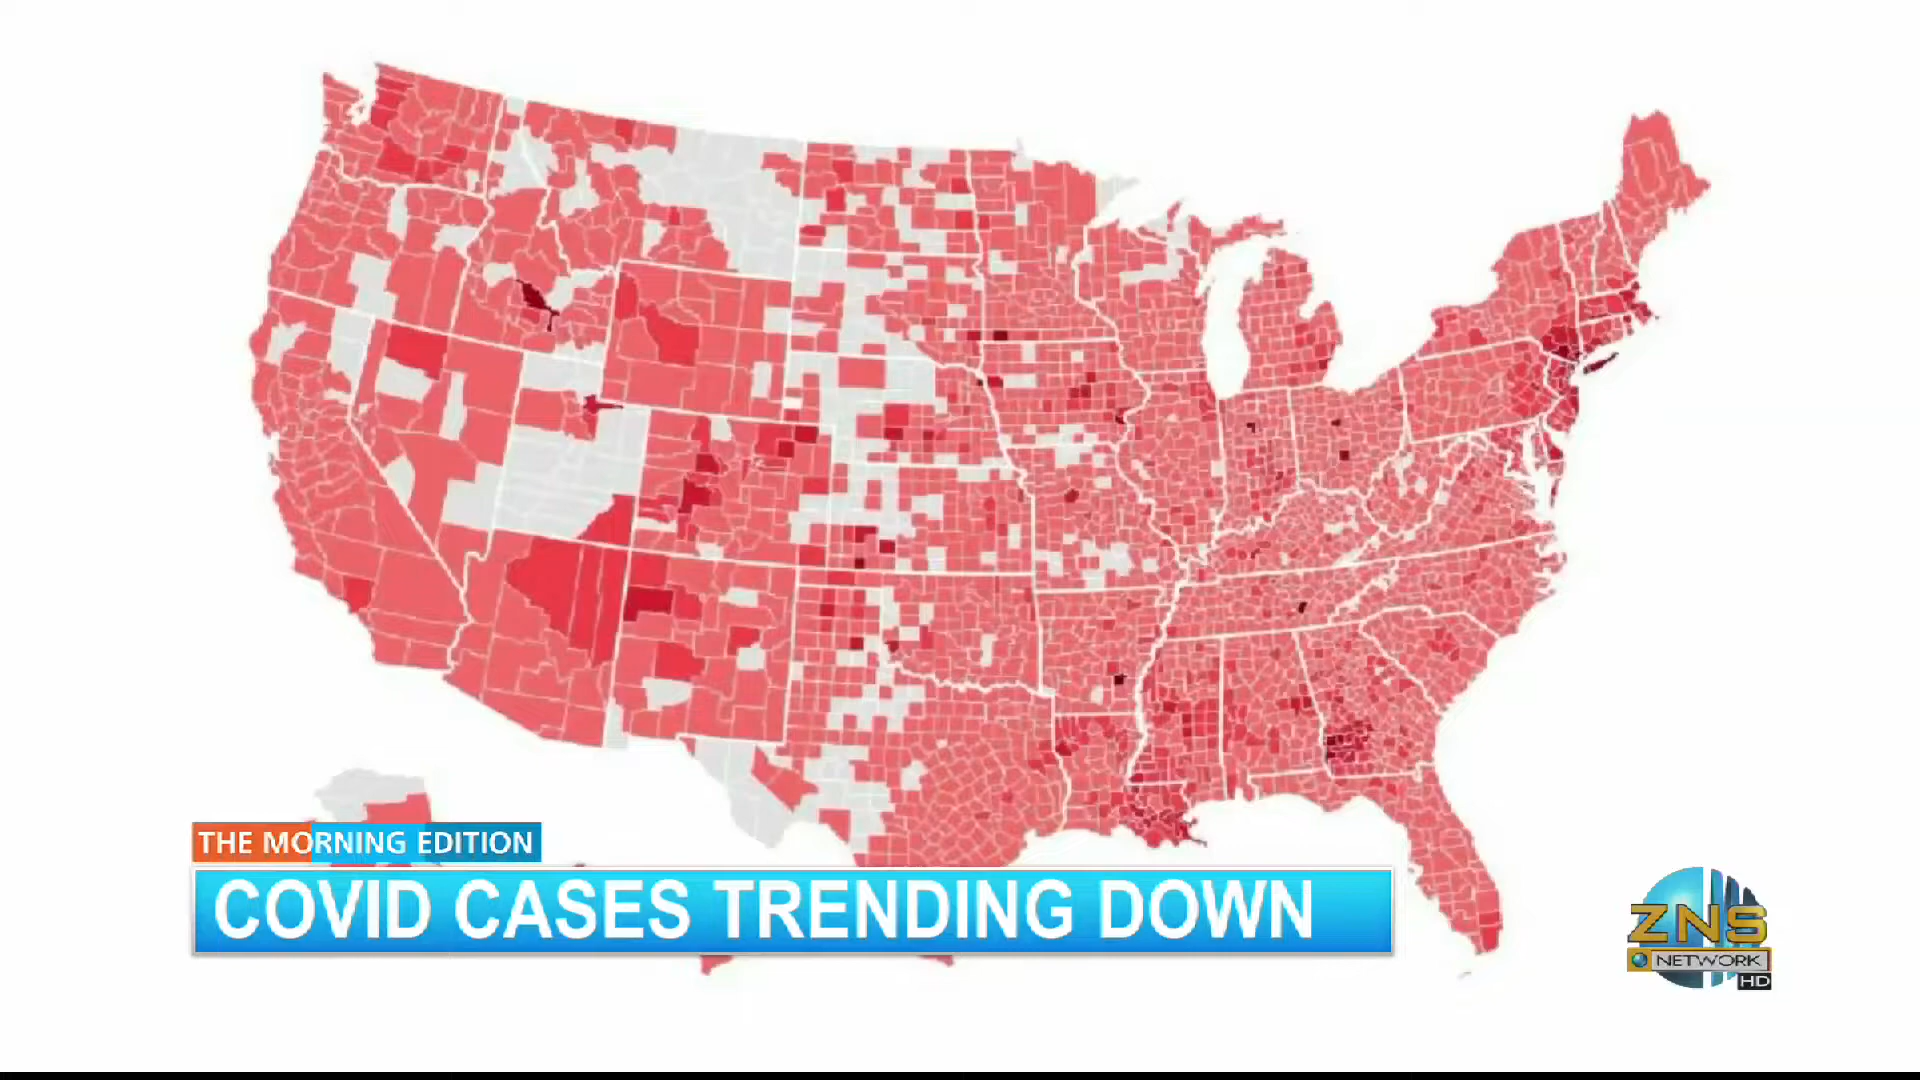 THE MORNING EDITION
COVID CASES TRENDING DOWN
ZNS
NETWORK
HD